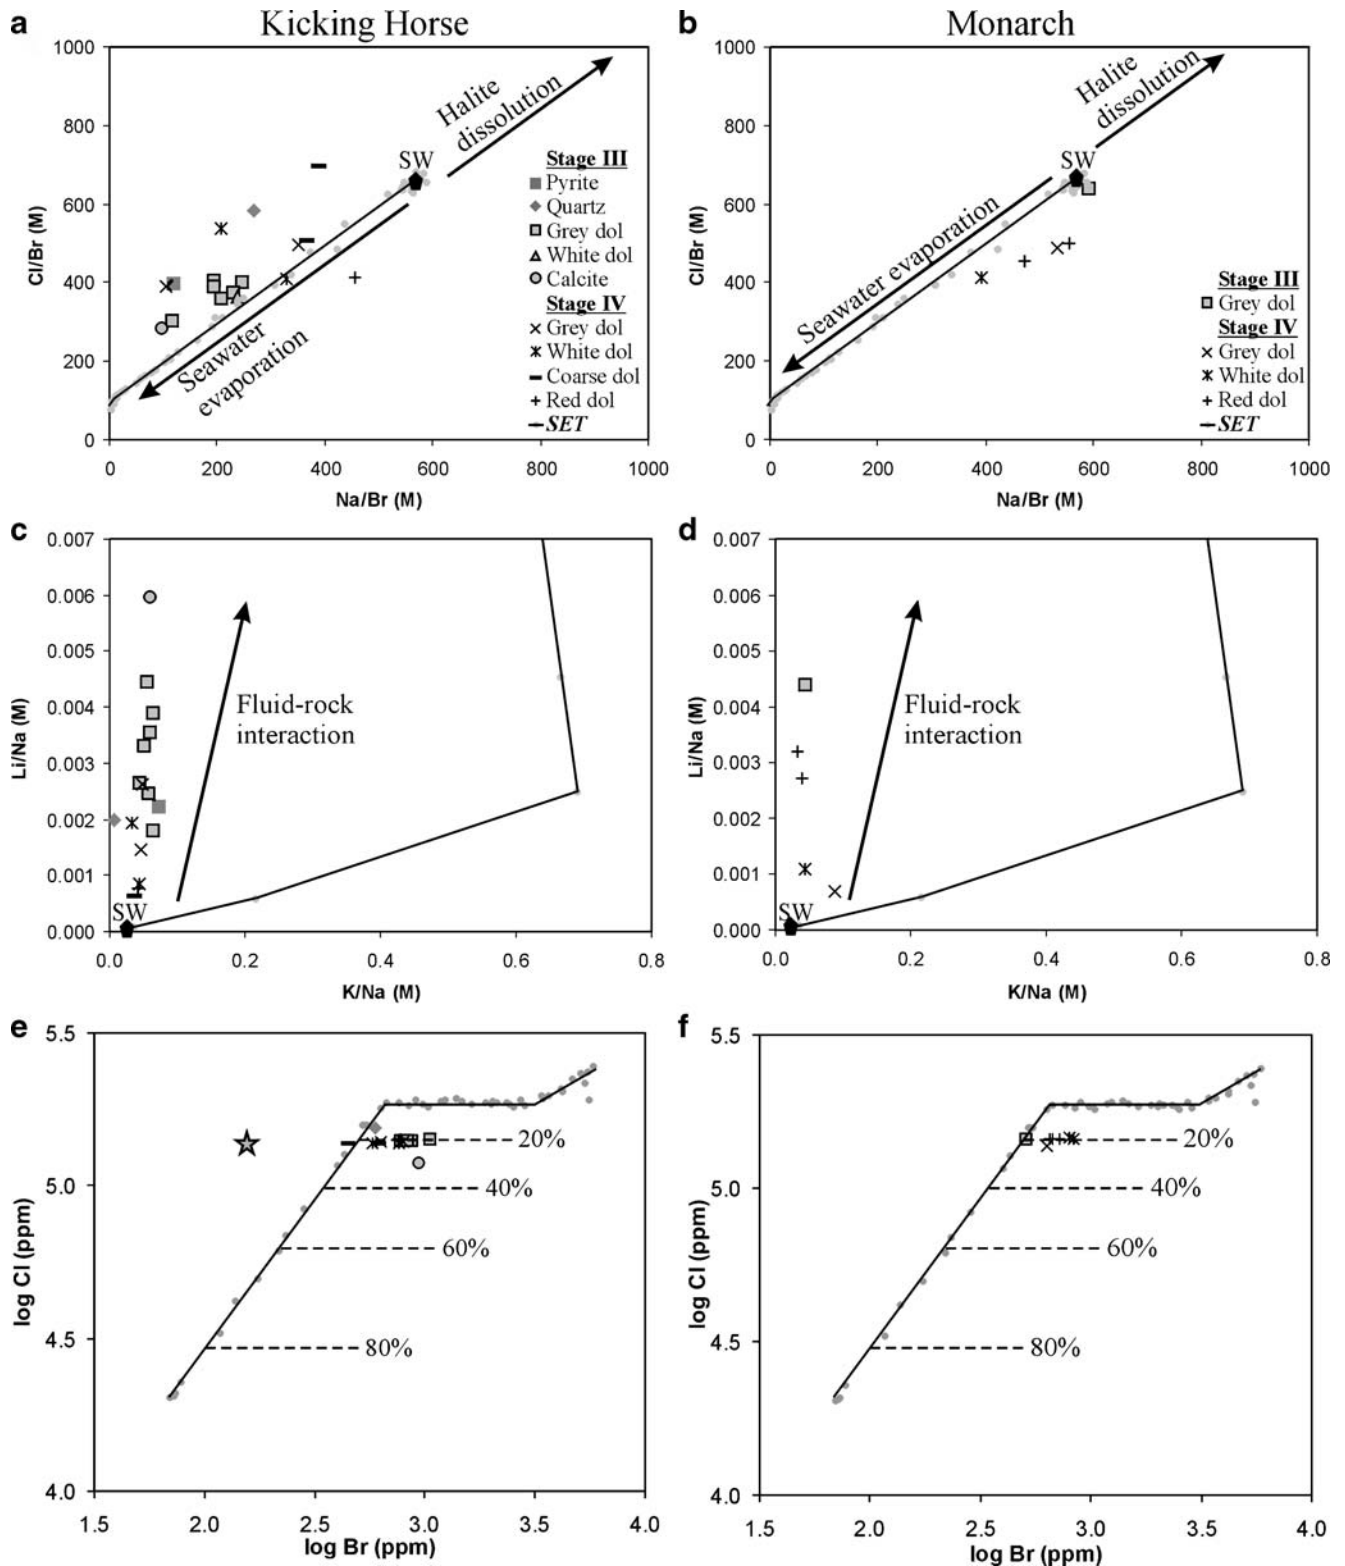 a
Kicking Horse
1000
800
600
400
200
0
Cl/Br (M)
0 200 400 600 800 1000
Na/Br (M)
Halite
dissolution
SW
Seawater
evaporation
Stage III
Pyrite
Quartz
Grey dol
White dol
Calcite
Stage IV
Grey dol
White dol
Coarse dol
Red dol
SET
b
Monarch
1000
800
600
400
200
0
Cl/Br (M)
0 200 400 600 800 1000
Na/Br (M)
Halite
dissolution
SW
Seawater evaporation
Stage III
Grey dol
Stage IV
Grey dol
White dol
Red dol
SET
c
0.007
0.006
0.005
0.004
0.003
0.002
0.001
0.000
Li/Na (M)
Fluid-rock
interaction
SW
0.0 0.2 0.4 0.6 0.8
K/Na (M)
d
0.007
0.006
0.005
0.004
0.003
0.002
0.001
0.000
Li/Na (M)
Fluid-rock
interaction
SW
0.0 0.2 0.4 0.6 0.8
K/Na (M)
e
5.5
5.0
4.5
4.0
log Cl (ppm)
20%
40%
60%
80%
1.5 2.0 2.5 3.0 3.5 4.0
log Br (ppm)
f
5.5
5.0
4.5
4.0
log Cl (ppm)
20%
40%
60%
80%
1.5 2.0 2.5 3.0 3.5 4.0
log Br (ppm)